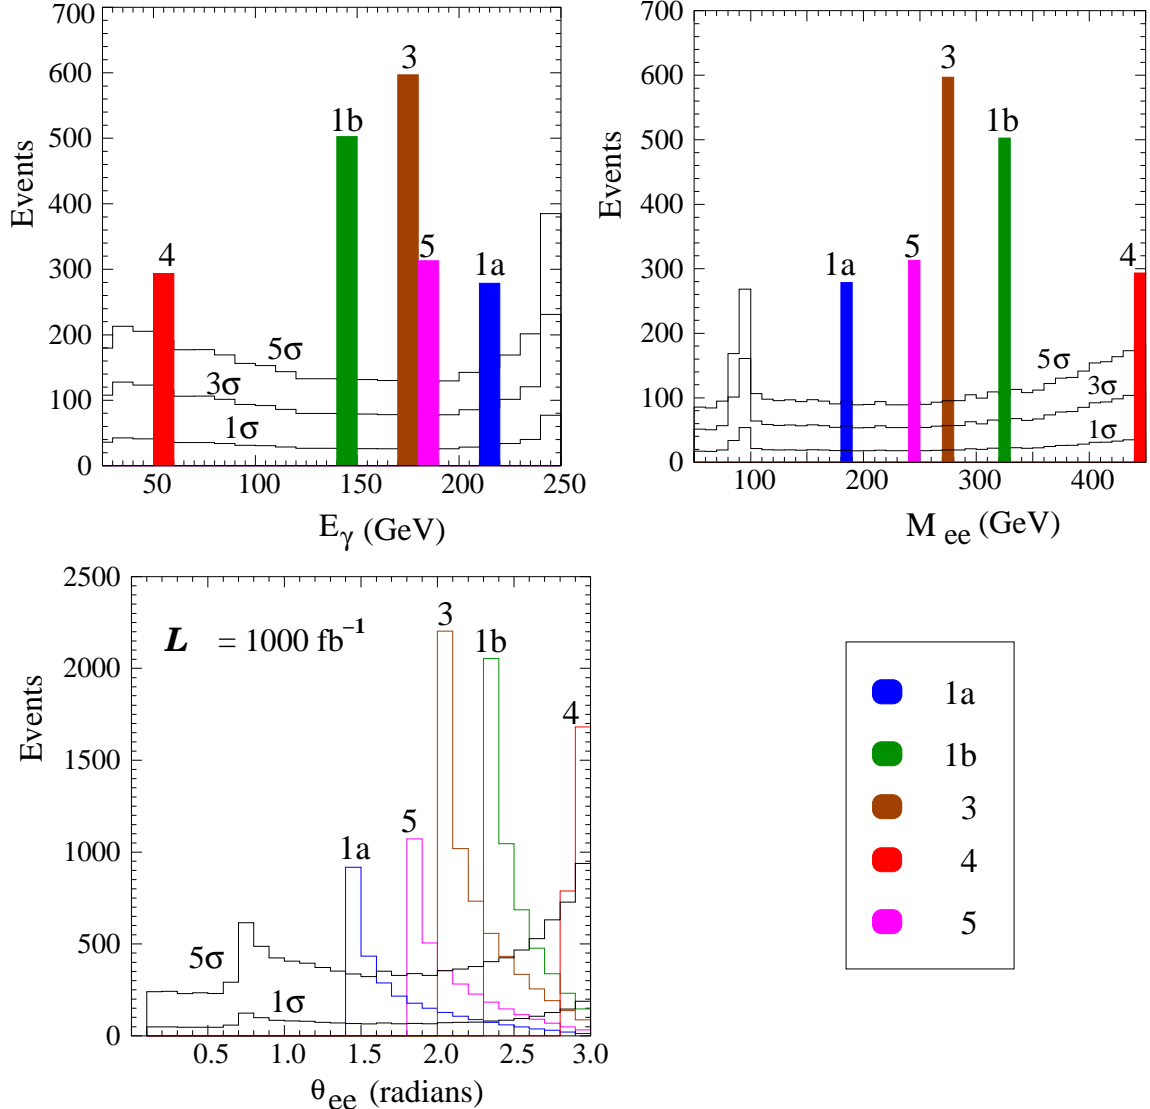 700
600
500
400
300
200
100
0
Events
4
1b
3
5
1a
5σ
3σ
1σ
50 100 150 200 250
E γ (GeV)
700
600
500
400
300
200
100
0
Events
1a
5
3
1b
4
5σ
3σ
1σ
100 200 300 400
M ee (GeV)
2500
2000
1500
1000
500
0
Events
L = 1000 fb⁻¹
3
1b
4
5
1a
5σ
1σ
0.5 1.0 1.5 2.0 2.5 3.0
θ ee (radians)
1a
1b
3
4
5